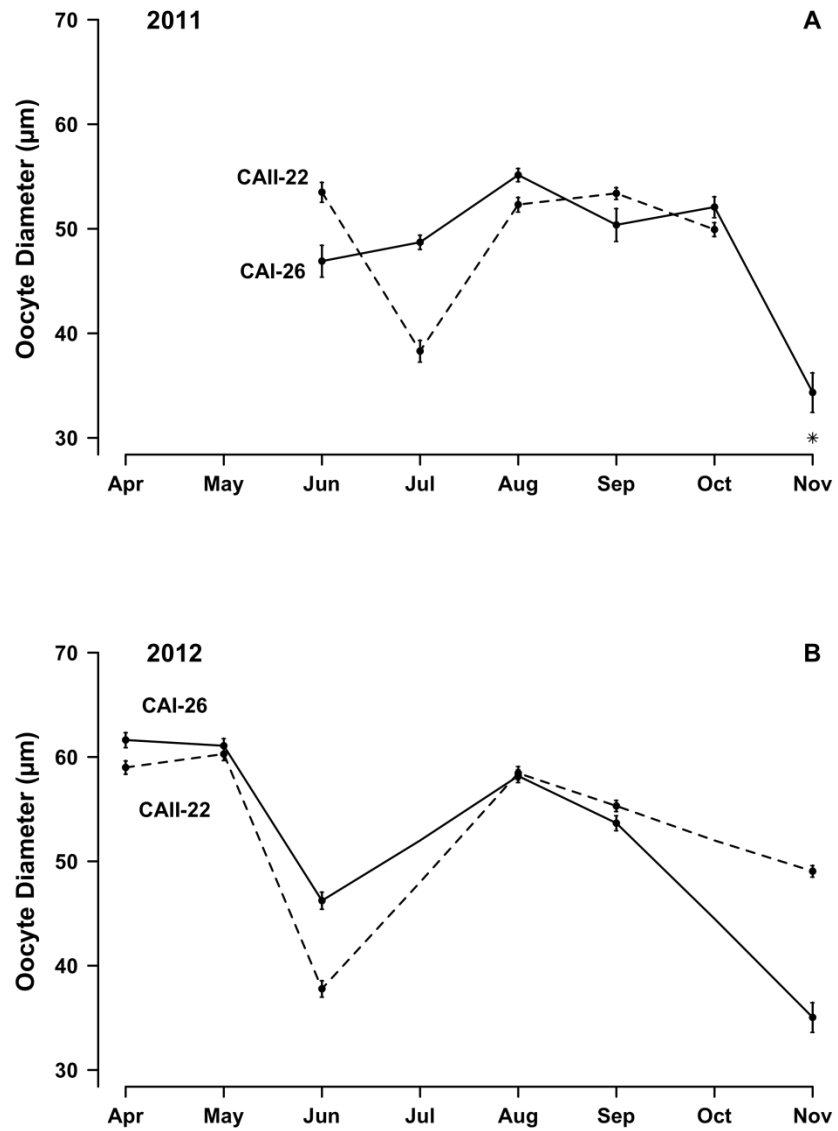 2011 A
70
60
50
40
30
Oocyte Diameter (µm)
CAII-22
CAI-26
*
Apr May Jun Jul Aug Sep Oct Nov
2012 B
70
60
50
40
30
Oocyte Diameter (µm)
CAI-26
CAII-22
Apr May Jun Jul Aug Sep Oct Nov